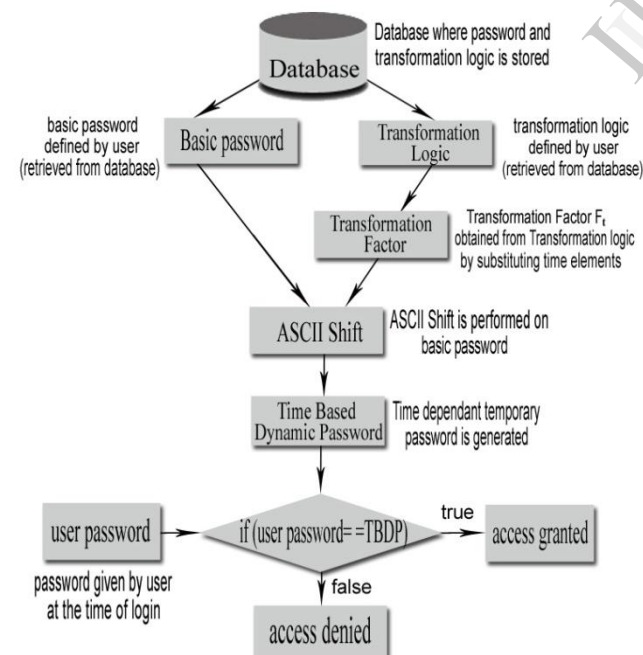 Database where password and
transformation logic is stored
Database
basic password
defined by user
(retrieved from database)
Basic password
Transformation
Logic
transformation logic
defined by user
(retrieved from database)
Transformation
Factor
Transformation Factor Fₜ
obtained from Transformation logic
by substituting time elements
ASCII Shift
ASCII Shift is performed on
basic password
Time Based
Dynamic Password
Time dependant temporary
password is generated
user password
if (user password= =TBDP)
true
access granted
password given by user
at the time of login
false
access denied